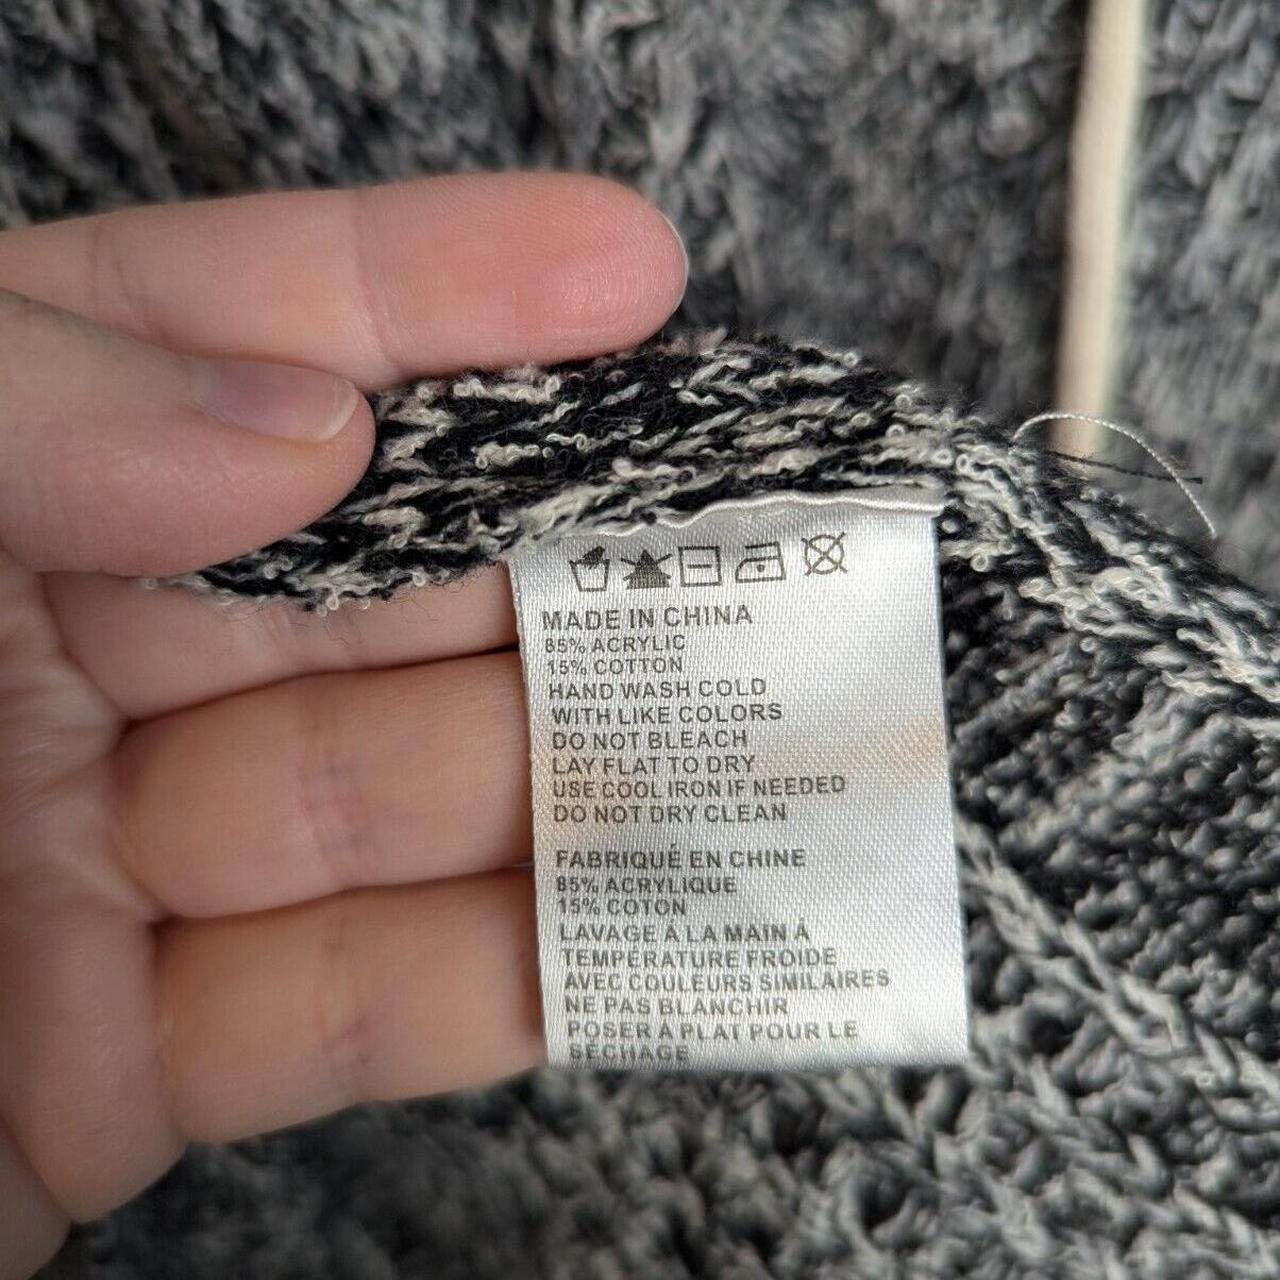 MADE IN CHINA
85% ACRYLIC
15% COTTON
HAND WASH COLD
WITH LIKE COLORS
DO NOT BLEACH
LAY FLAT TO DRY
USE COOL IRON IF NEEDED
DO NOT DRY CLEAN
FABRIQUÉ EN CHINE
85% ACRYLIQUE
15% COTON
LAVAGE Á LA MAIN Á
TEMPÉRATURE FROIDE
AVEC COULEURS SIMILAIRES
NE PAS BLANCHIR
POSER Á PLAT POUR LE
SÉCHAGE